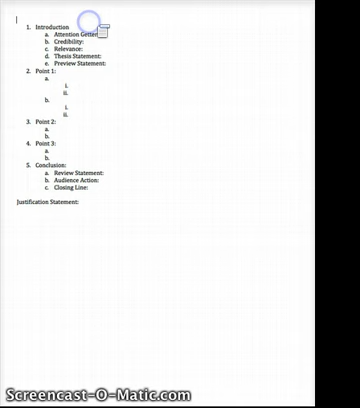 1. Introduction
a. Attention Getter:
b. Credibility:
c. Relevance:
d. Thesis Statement:
e. Preview Statement:
2. Point 1:
a.
i.
ii.
b.
i.
ii.
3. Point 2:
a.
b.
4. Point 3:
a.
b.
5. Conclusion:
a. Review Statement:
b. Audience Action:
c. Closing Line:
Justification Statement:
Screencast-O-Matic.com